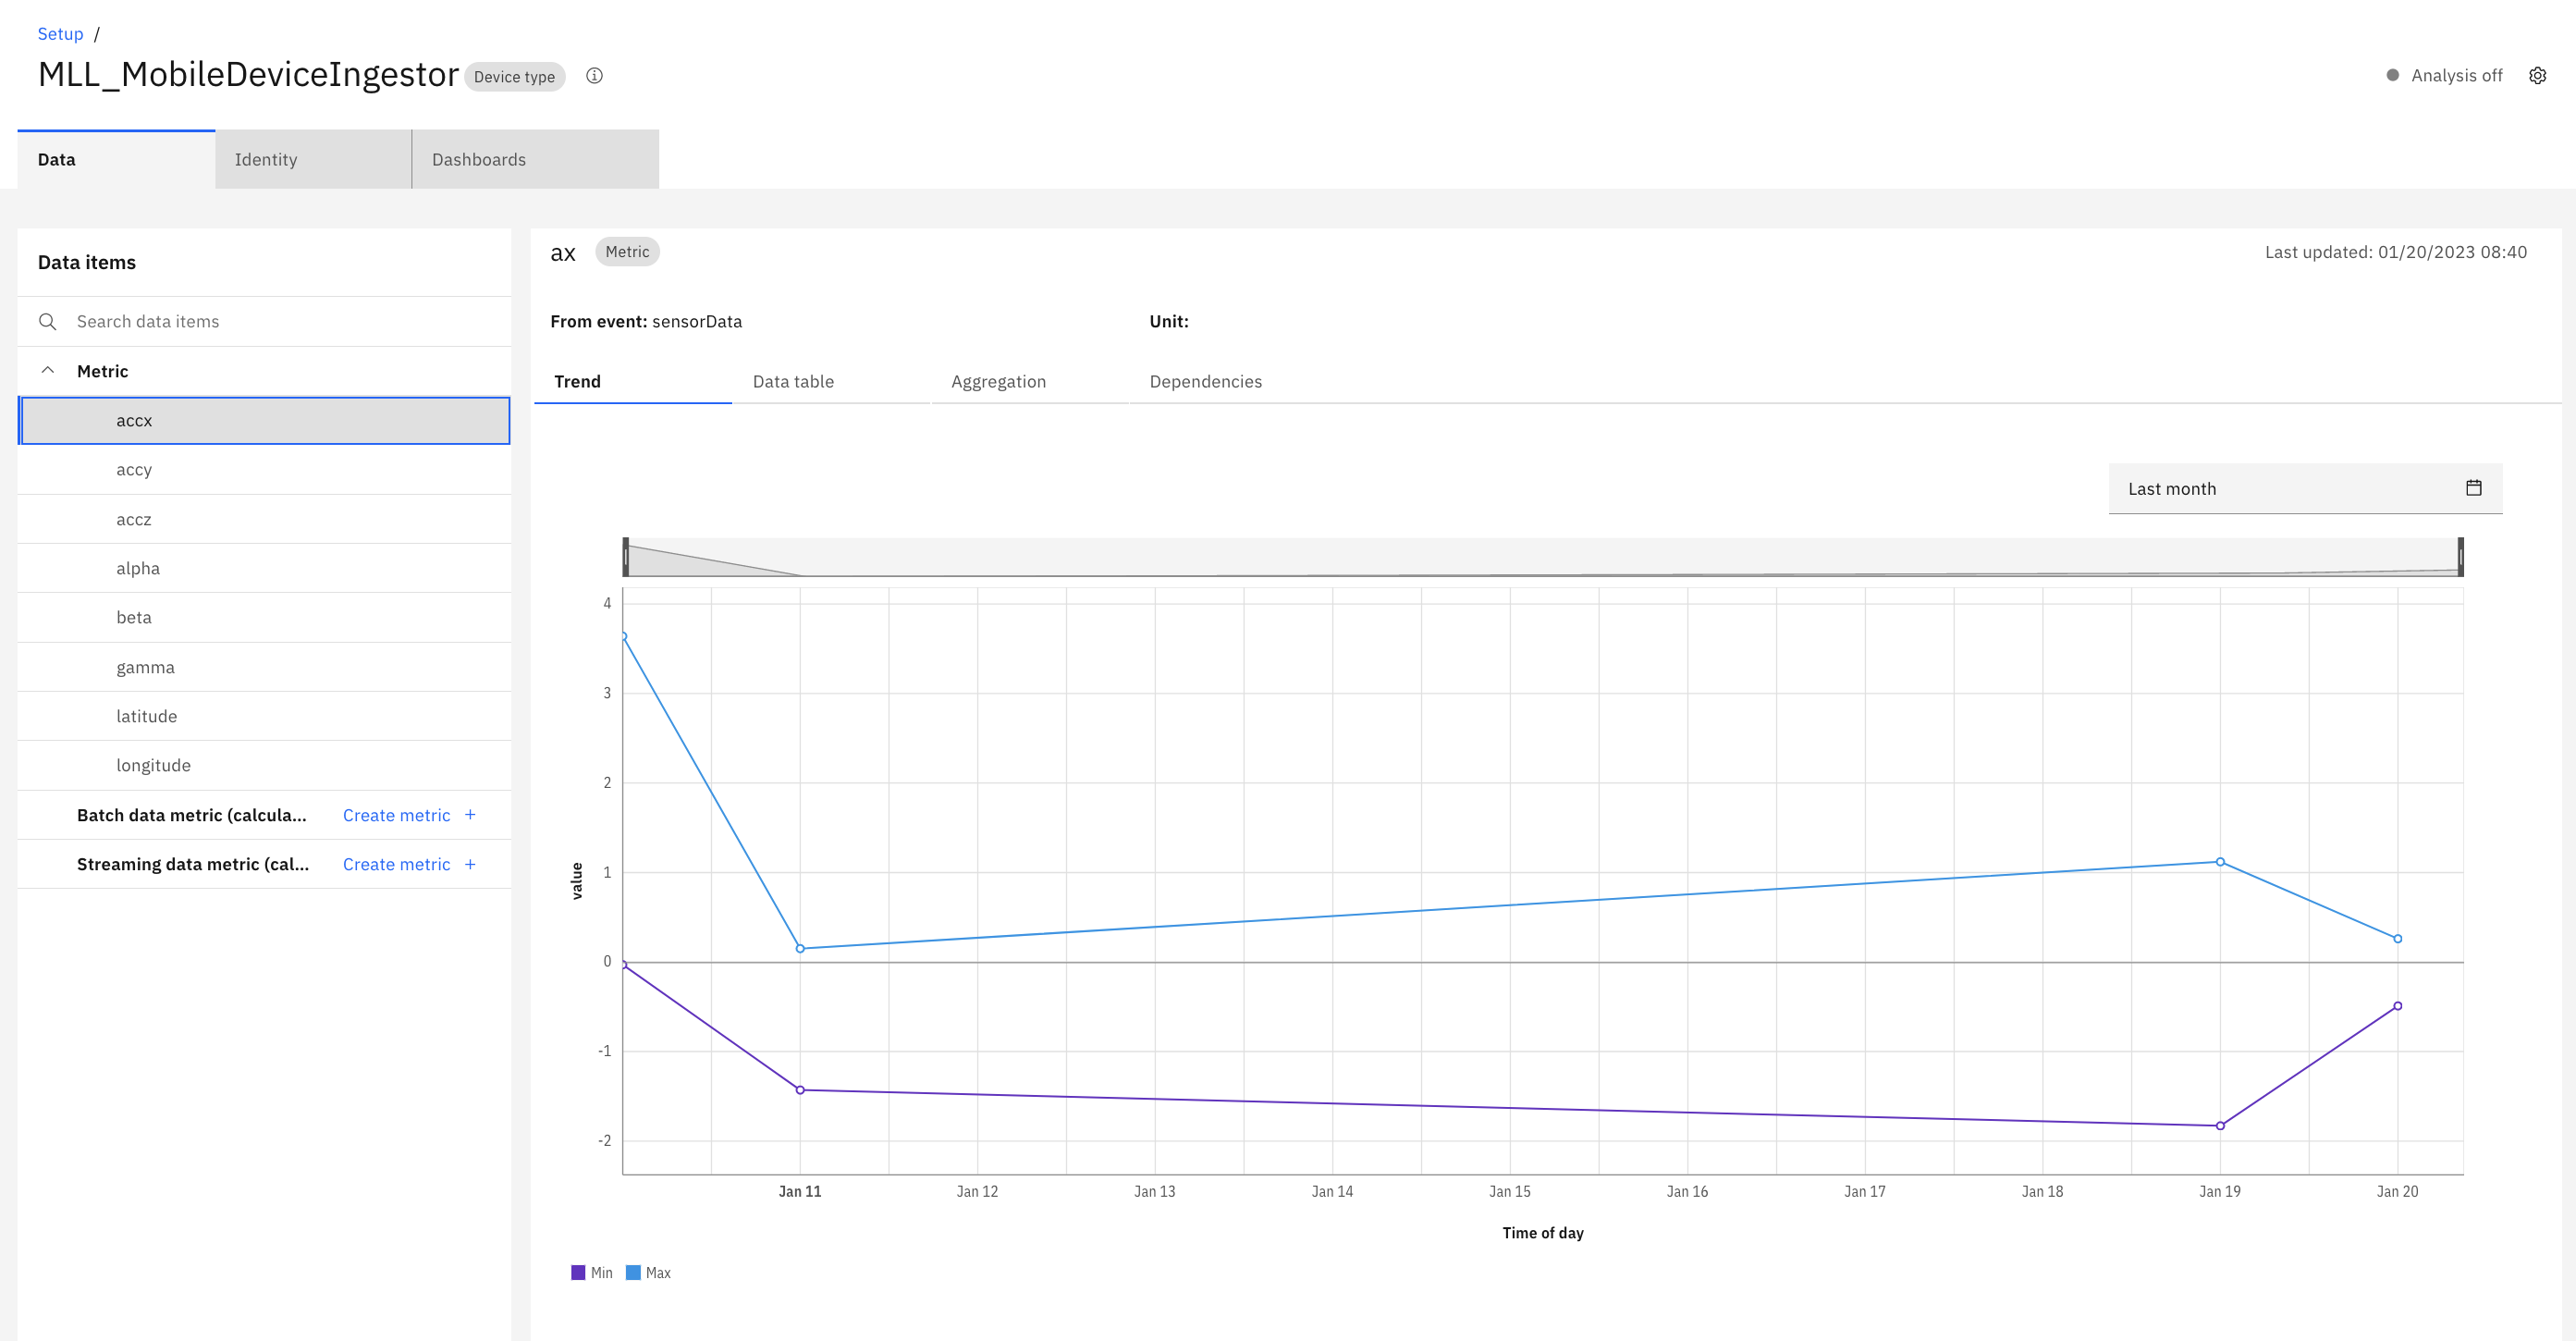 Setup /
MLL_MobileDeviceIngestor Device type
Analysis off
Data Identity Dashboards
Data items
Search data items
Metric
accx
accy
accz
alpha
beta
gamma
latitude
longitude
Batch data metric (calcula... Create metric +
Streaming data metric (cal... Create metric +
ax Metric
Last updated: 01/20/2023 08:40
From event: sensorData Unit:
Trend Data table Aggregation Dependencies
Last month
4
3
2
1
0
-1
-2
value
Jan 11 Jan 12 Jan 13 Jan 14 Jan 15 Jan 16 Jan 17 Jan 18 Jan 19 Jan 20
Time of day
Min Max